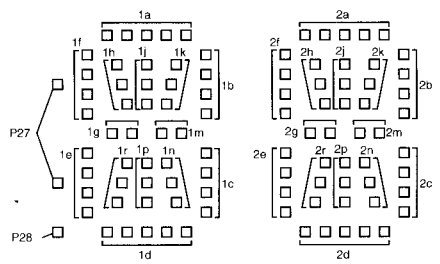 1a 2a
1f 1h 1j 1k 2f 2h 2j 2k
1b 2b
P27 1g 1m 2g 2m
1e 1r 1p 1n 2e 2r 2p 2n
1c 2c
P28
1d 2d